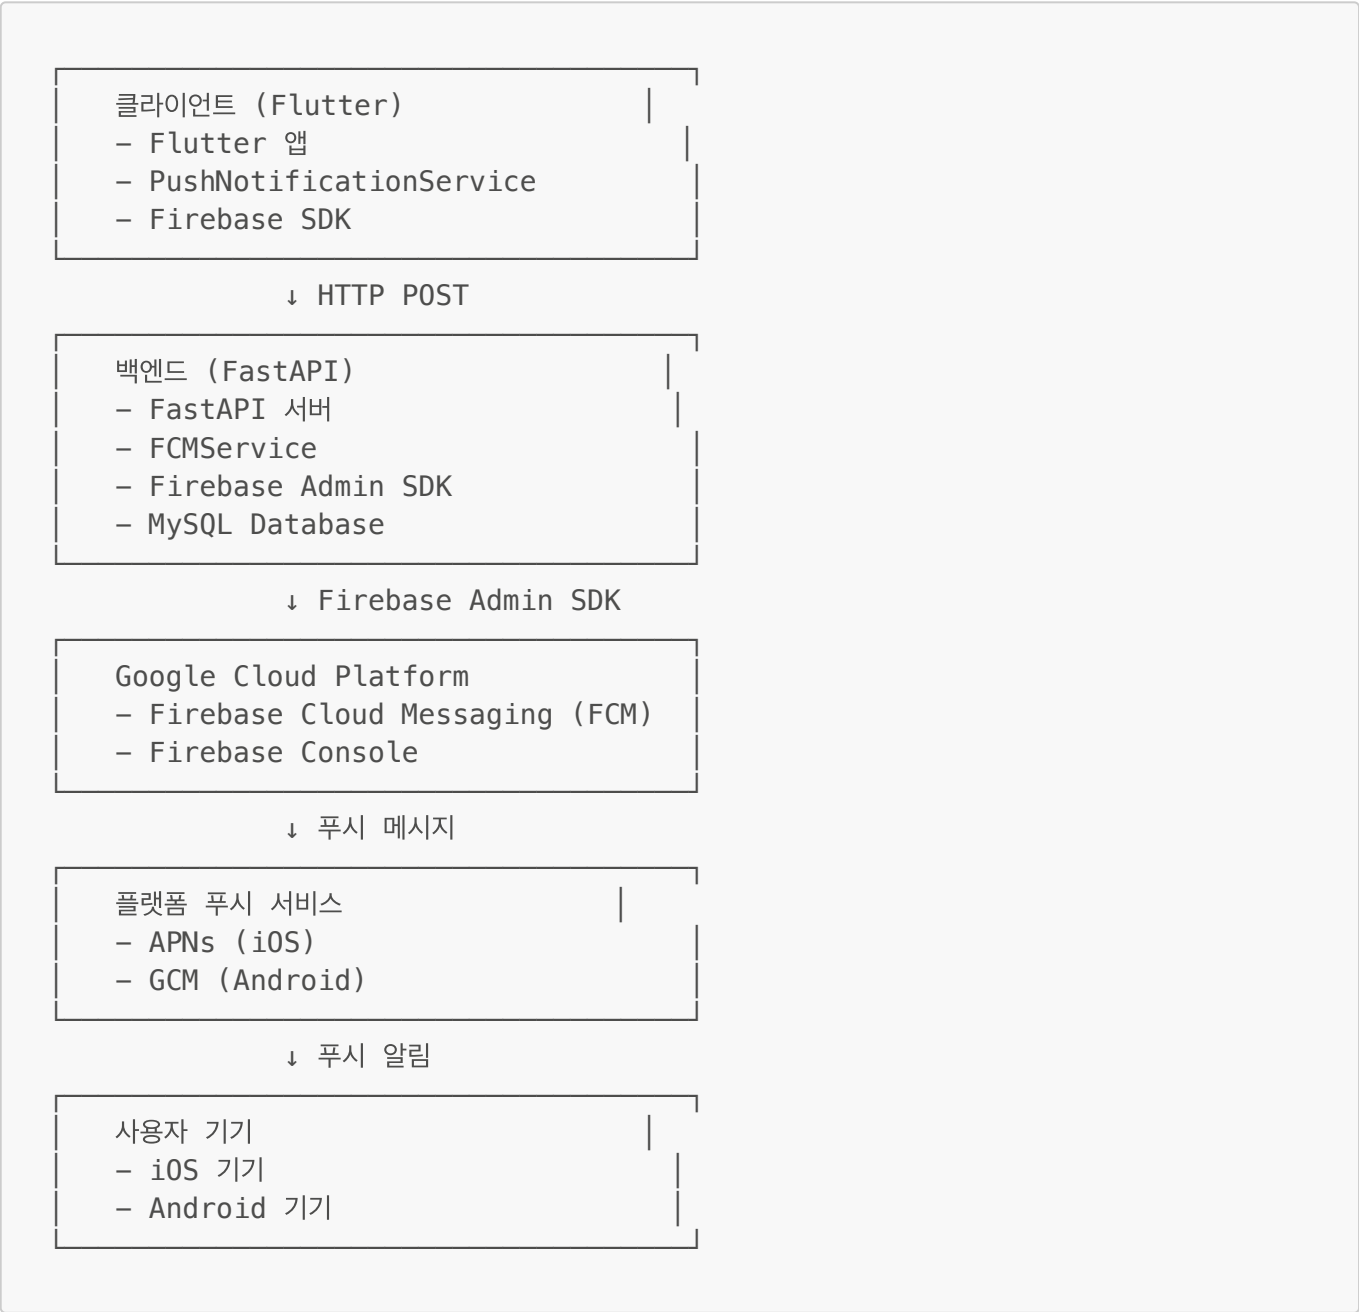 클라이언트 (Flutter)
– Flutter 앱
– PushNotificationService
– Firebase SDK
↓ HTTP POST
백엔드 (FastAPI)
– FastAPI 서버
– FCMService
– Firebase Admin SDK
– MySQL Database
↓ Firebase Admin SDK
Google Cloud Platform
– Firebase Cloud Messaging (FCM)
– Firebase Console
↓ 푸시 메시지
플랫폼 푸시 서비스
– APNs (iOS)
– GCM (Android)
↓ 푸시 알림
사용자 기기
– iOS 기기
– Android 기기